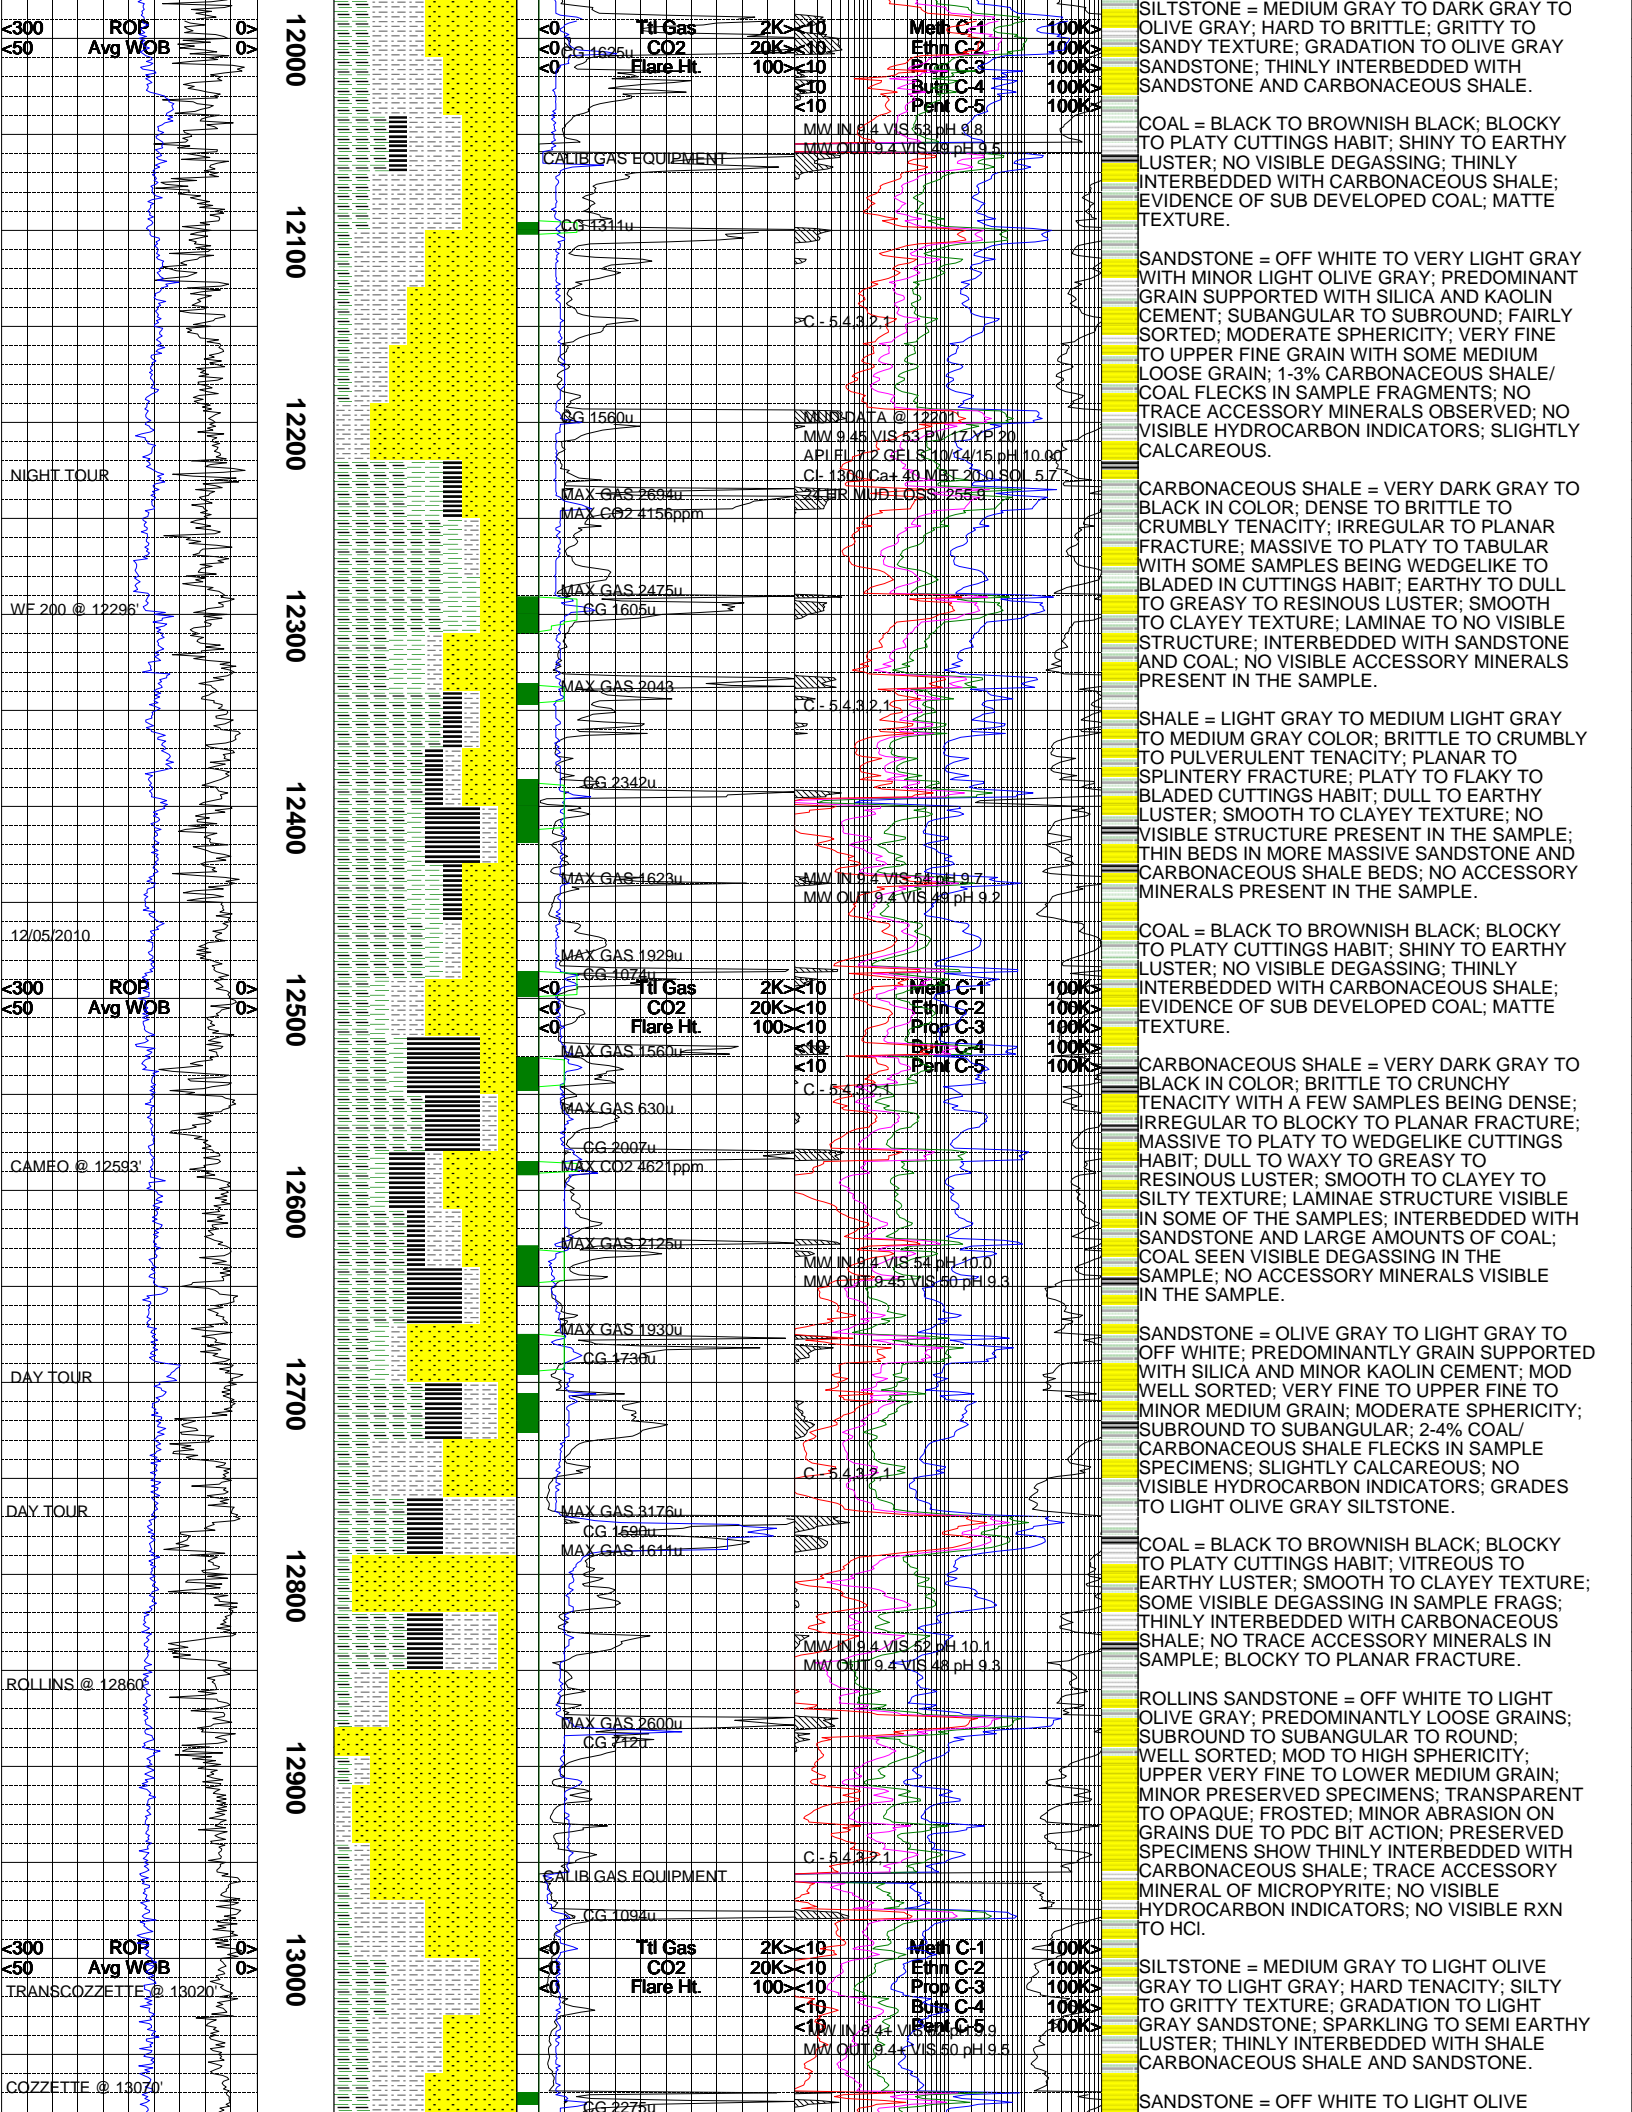 <300 ROP 0>
<50 Avg WOB 0>
NIGHT TOUR
WF 200 @ 12296'
12/05/2010
<300 ROP 0>
<50 Avg WOB 0>
CAMEO @ 12593'
DAY TOUR
DAY TOUR
ROLLINS @ 12860'
<300 ROP 0>
<50 Avg WOB 0>
TRANSCOZZETTE @ 13020'
COZZETTE @ 13070'
12000
12100
12200
12300
12400
12500
12600
12700
12800
12900
13000
<0 Ttl Gas 2K>
<0 CO2 20K>
<0 Flare Ht. 100>
CG 1625u
CALIB GAS EQUIPMENT
CG 1311u
CG 1560u
MAX GAS 2694u
MAX CO2 4156ppm
MAX GAS 2475u
CG 1605u
MAX GAS 2043
CG 2342u
MAX GAS 1623u
MAX GAS 1929u
CG 1074u
<0 Ttl Gas 2K>
<0 CO2 20K>
<0 Flare Ht. 100>
MAX GAS 1560u
MAX GAS 630u
CG 2007u
MAX CO2 4621ppm
MAX GAS 2125u
MAX GAS 1930u
CG 1730u
MAX GAS 3176u
CG 1590u
MAX GAS 1611u
MAX GAS 2600u
CG 712u
CALIB GAS EQUIPMENT
CG 1094u
<0 Ttl Gas 2K>
<0 CO2 20K>
<0 Flare Ht. 100>
CG 2275u
<10 Meth C-1 100K>
<10 Ethn C-2 100K>
<10 Prop C-3 100K>
<10 Butn C-4 100K>
<10 Pent C-5 100K>
MW IN 9.4 VIS 53 pH 9.8
MW OUT 9.4 VIS 49 pH 9.5
C - 5,4,3,2,1
MUD DATA @ 12201'
MW 9.45 VIS 53 PV 17 YP 20
API FL 7.2 GELS 10/14/15 pH 10.00
Cl- 1300 Ca+ 40 MBT 20.0 SOL 5.7
24 HR MUD LOSS: 255.9
C - 5,4,3,2,1
MW IN 9.4 VIS 54 pH 9.7
MW OUT 9.4 VIS 49 pH 9.2
<10 Meth C-1 100K>
<10 Ethn C-2 100K>
<10 Prop C-3 100K>
<10 Butn C-4 100K>
<10 Pent C-5 100K>
C - 5,4,3,2,1
MW IN 9.4 VIS 54 pH 10.0
MW OUT 9.45 VIS 50 pH 9.3
C - 5,4,3,2,1
MW IN 9.4 VIS 52 pH 10.1
MW OUT 9.4 VIS 48 pH 9.3
C - 5,4,3,2,1
<10 Meth C-1 100K>
<10 Ethn C-2 100K>
<10 Prop C-3 100K>
<10 Butn C-4 100K>
<10 Pent C-5 100K>
MW IN 9.4+ VIS pH 9.9
MW OUT 9.4+ VIS 50 pH 9.5
SILTSTONE = MEDIUM GRAY TO DARK GRAY TO
OLIVE GRAY; HARD TO BRITTLE; GRITTY TO
SANDY TEXTURE; GRADATION TO OLIVE GRAY
SANDSTONE; THINLY INTERBEDDED WITH
SANDSTONE AND CARBONACEOUS SHALE.
COAL = BLACK TO BROWNISH BLACK; BLOCKY
TO PLATY CUTTINGS HABIT; SHINY TO EARTHY
LUSTER; NO VISIBLE DEGASSING; THINLY
INTERBEDDED WITH CARBONACEOUS SHALE;
EVIDENCE OF SUB DEVELOPED COAL; MATTE
TEXTURE.
SANDSTONE = OFF WHITE TO VERY LIGHT GRAY
WITH MINOR LIGHT OLIVE GRAY; PREDOMINANT
GRAIN SUPPORTED WITH SILICA AND KAOLIN
CEMENT; SUBANGULAR TO SUBROUND; FAIRLY
SORTED; MODERATE SPHERICITY; VERY FINE
TO UPPER FINE GRAIN WITH SOME MEDIUM
LOOSE GRAIN; 1-3% CARBONACEOUS SHALE/
COAL FLECKS IN SAMPLE FRAGMENTS; NO
TRACE ACCESSORY MINERALS OBSERVED; NO
VISIBLE HYDROCARBON INDICATORS; SLIGHTLY
CALCAREOUS.
CARBONACEOUS SHALE = VERY DARK GRAY TO
BLACK IN COLOR; DENSE TO BRITTLE TO
CRUMBLY TENACITY; IRREGULAR TO PLANAR
FRACTURE; MASSIVE TO PLATY TO TABULAR
WITH SOME SAMPLES BEING WEDGELIKE TO
BLADED IN CUTTINGS HABIT; EARTHY TO DULL
TO GREASY TO RESINOUS LUSTER; SMOOTH
TO CLAYEY TEXTURE; LAMINAE TO NO VISIBLE
STRUCTURE; INTERBEDDED WITH SANDSTONE
AND COAL; NO VISIBLE ACCESSORY MINERALS
PRESENT IN THE SAMPLE.
SHALE = LIGHT GRAY TO MEDIUM LIGHT GRAY
TO MEDIUM GRAY COLOR; BRITTLE TO CRUMBLY
TO PULVERULENT TENACITY; PLANAR TO
SPLINTERY FRACTURE; PLATY TO FLAKY TO
BLADED CUTTINGS HABIT; DULL TO EARTHY
LUSTER; SMOOTH TO CLAYEY TEXTURE; NO
VISIBLE STRUCTURE PRESENT IN THE SAMPLE;
THIN BEDS IN MORE MASSIVE SANDSTONE AND
CARBONACEOUS SHALE BEDS; NO ACCESSORY
MINERALS PRESENT IN THE SAMPLE.
COAL = BLACK TO BROWNISH BLACK; BLOCKY
TO PLATY CUTTINGS HABIT; SHINY TO EARTHY
LUSTER; NO VISIBLE DEGASSING; THINLY
INTERBEDDED WITH CARBONACEOUS SHALE;
EVIDENCE OF SUB DEVELOPED COAL; MATTE
TEXTURE.
CARBONACEOUS SHALE = VERY DARK GRAY TO
BLACK IN COLOR; BRITTLE TO CRUNCHY
TENACITY WITH A FEW SAMPLES BEING DENSE;
IRREGULAR TO BLOCKY TO PLANAR FRACTURE;
MASSIVE TO PLATY TO WEDGELIKE CUTTINGS
HABIT; DULL TO WAXY TO GREASY TO
RESINOUS LUSTER; SMOOTH TO CLAYEY TO
SILTY TEXTURE; LAMINAE STRUCTURE VISIBLE
IN SOME OF THE SAMPLES; INTERBEDDED WITH
SANDSTONE AND LARGE AMOUNTS OF COAL;
COAL SEEN VISIBLE DEGASSING IN THE
SAMPLE; NO ACCESSORY MINERALS VISIBLE
IN THE SAMPLE.
SANDSTONE = OLIVE GRAY TO LIGHT GRAY TO
OFF WHITE; PREDOMINANTLY GRAIN SUPPORTED
WITH SILICA AND MINOR KAOLIN CEMENT; MOD
WELL SORTED; VERY FINE TO UPPER FINE TO
MINOR MEDIUM GRAIN; MODERATE SPHERICITY;
SUBROUND TO SUBANGULAR; 2-4% COAL/
CARBONACEOUS SHALE FLECKS IN SAMPLE
SPECIMENS; SLIGHTLY CALCAREOUS; NO
VISIBLE HYDROCARBON INDICATORS; GRADES
TO LIGHT OLIVE GRAY SILTSTONE.
COAL = BLACK TO BROWNISH BLACK; BLOCKY
TO PLATY CUTTINGS HABIT; VITREOUS TO
EARTHY LUSTER; SMOOTH TO CLAYEY TEXTURE;
SOME VISIBLE DEGASSING IN SAMPLE FRAGS;
THINLY INTERBEDDED WITH CARBONACEOUS
SHALE; NO TRACE ACCESSORY MINERALS IN
SAMPLE; BLOCKY TO PLANAR FRACTURE.
ROLLINS SANDSTONE = OFF WHITE TO LIGHT
OLIVE GRAY; PREDOMINANTLY LOOSE GRAINS;
SUBROUND TO SUBANGULAR TO ROUND;
WELL SORTED; MOD TO HIGH SPHERICITY;
UPPER VERY FINE TO LOWER MEDIUM GRAIN;
MINOR PRESERVED SPECIMENS; TRANSPARENT
TO OPAQUE; FROSTED; MINOR ABRASION ON
GRAINS DUE TO PDC BIT ACTION; PRESERVED
SPECIMENS SHOW THINLY INTERBEDDED WITH
CARBONACEOUS SHALE; TRACE ACCESSORY
MINERAL OF MICROPYRITE; NO VISIBLE
HYDROCARBON INDICATORS; NO VISIBLE RXN
TO HCl.
SILTSTONE = MEDIUM GRAY TO LIGHT OLIVE
GRAY TO LIGHT GRAY; HARD TENACITY; SILTY
TO GRITTY TEXTURE; GRADATION TO LIGHT
GRAY SANDSTONE; SPARKLING TO SEMI EARTHY
LUSTER; THINLY INTERBEDDED WITH SHALE
CARBONACEOUS SHALE AND SANDSTONE.
SANDSTONE = OFF WHITE TO LIGHT OLIVE